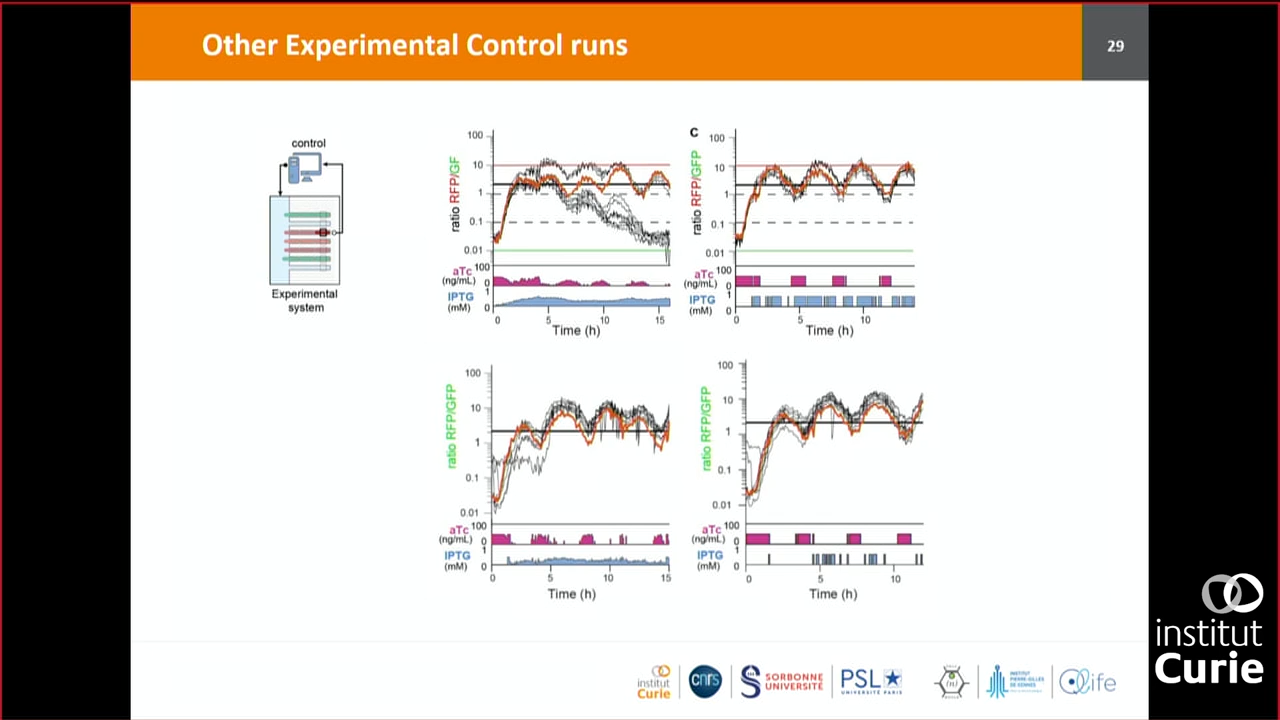 Other Experimental Control runs
29
control
Experimental
system
100
10
1
0.1
0.01
ratio RFP/GF
aTc
(ng/mL)
100
0
IPTG
(mM)
1
0
0
5
10
15
Time (h)
C
100
10
1
0.1
0.01
ratio RFP/GFP
aTc
(ng/mL)
100
0
IPTG
(mM)
1
0
0
5
10
Time (h)
100
10
1
0.1
0.01
ratio RFP/GFP
aTc
(ng/mL)
100
0
IPTG
(mM)
1
0
0
5
10
15
Time (h)
100
10
1
0.1
0.01
ratio RFP/GFP
aTc
(ng/mL)
100
0
IPTG
(mM)
1
0
0
5
10
Time (h)
institut
Curie
cnrs
SORBONNE
UNIVERSITÉ
PSL
UNIVERSITÉ PARIS
INSTITUT
PIERRE-GILLES
DE GENNES
life
institut
Curie